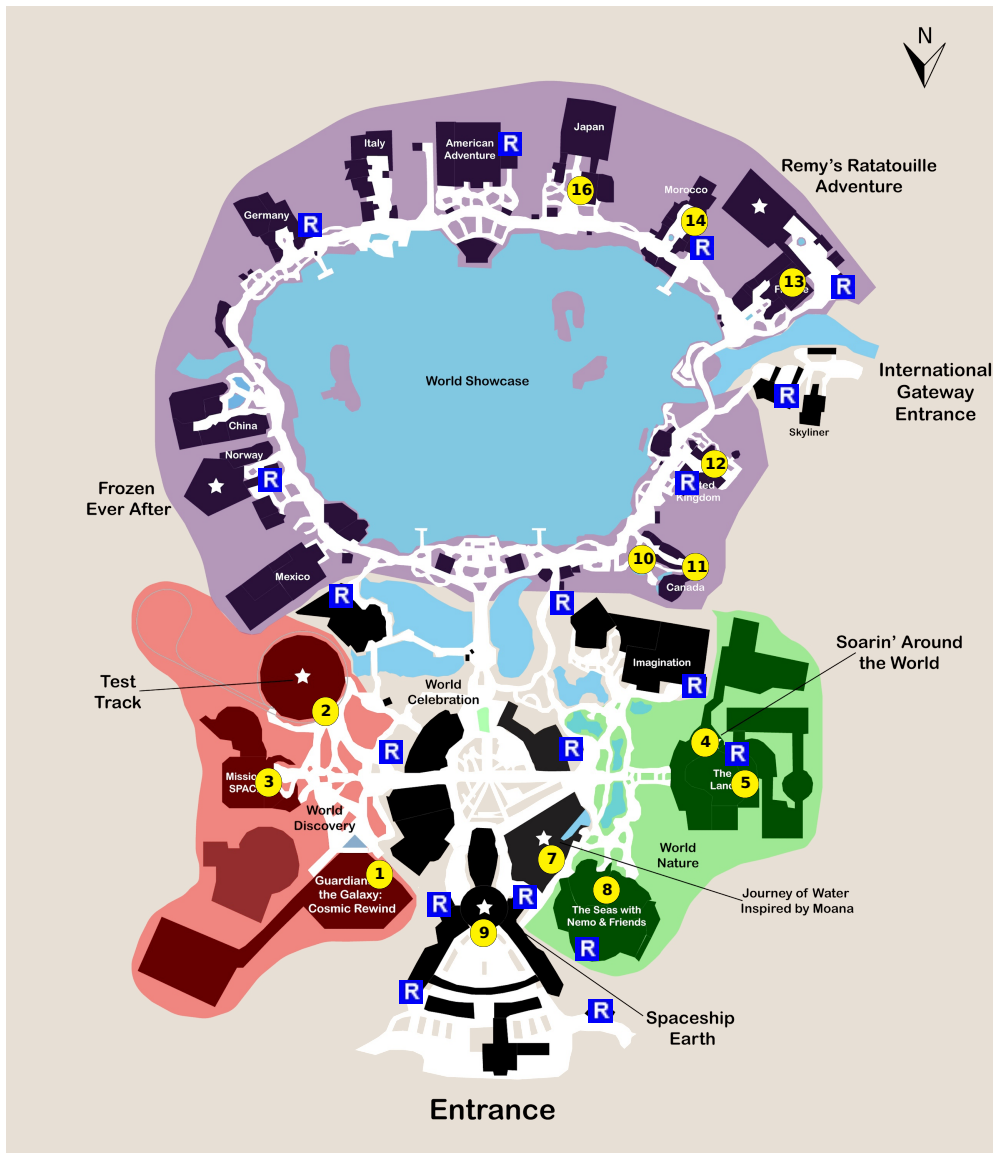 N
Japan
Italy
American
Adventure
R
Remy's Ratatouille
Adventure
Morocco
16
Germany
R
14
R
13
R
World Showcase
International
Gateway
Entrance
R
Skyliner
China
Norway
R
12
R
Kingdom
Frozen
Ever After
10
11
Canada
Mexico
R
R
Soarin' Around
the World
Imagination
R
Test
Track
World
Celebration
2
4
R
R
R
The
5
3
World
Discovery
World
Nature
7
1
Guardian
the Galaxy:
Cosmic Rewind
8
The Seas with
Nemo & Friends
Journey of Water
Inspired by Moana
R
R
9
R
R
R
Spaceship
Earth
Entrance